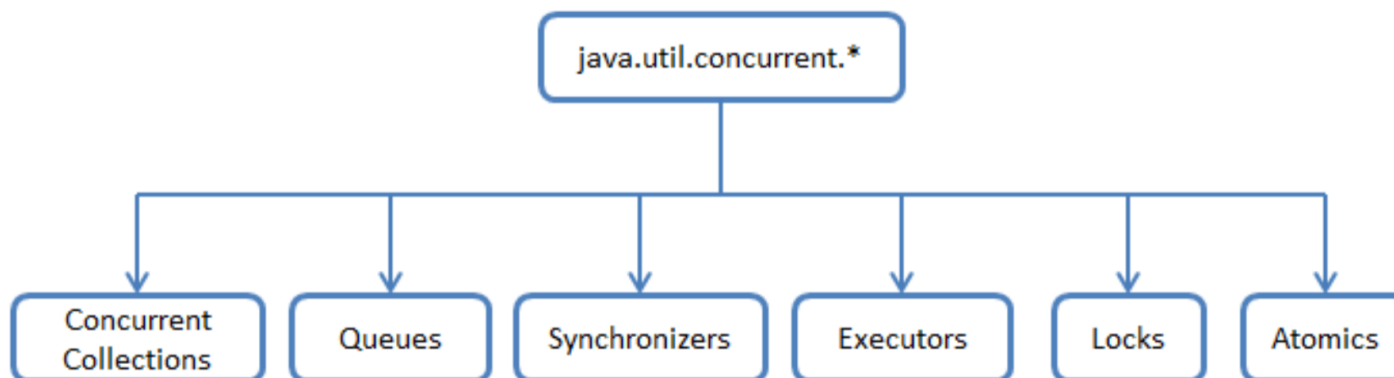 java.util.concurrent.*
Concurrent
Collections
Queues
Synchronizers
Executors
Locks
Atomics